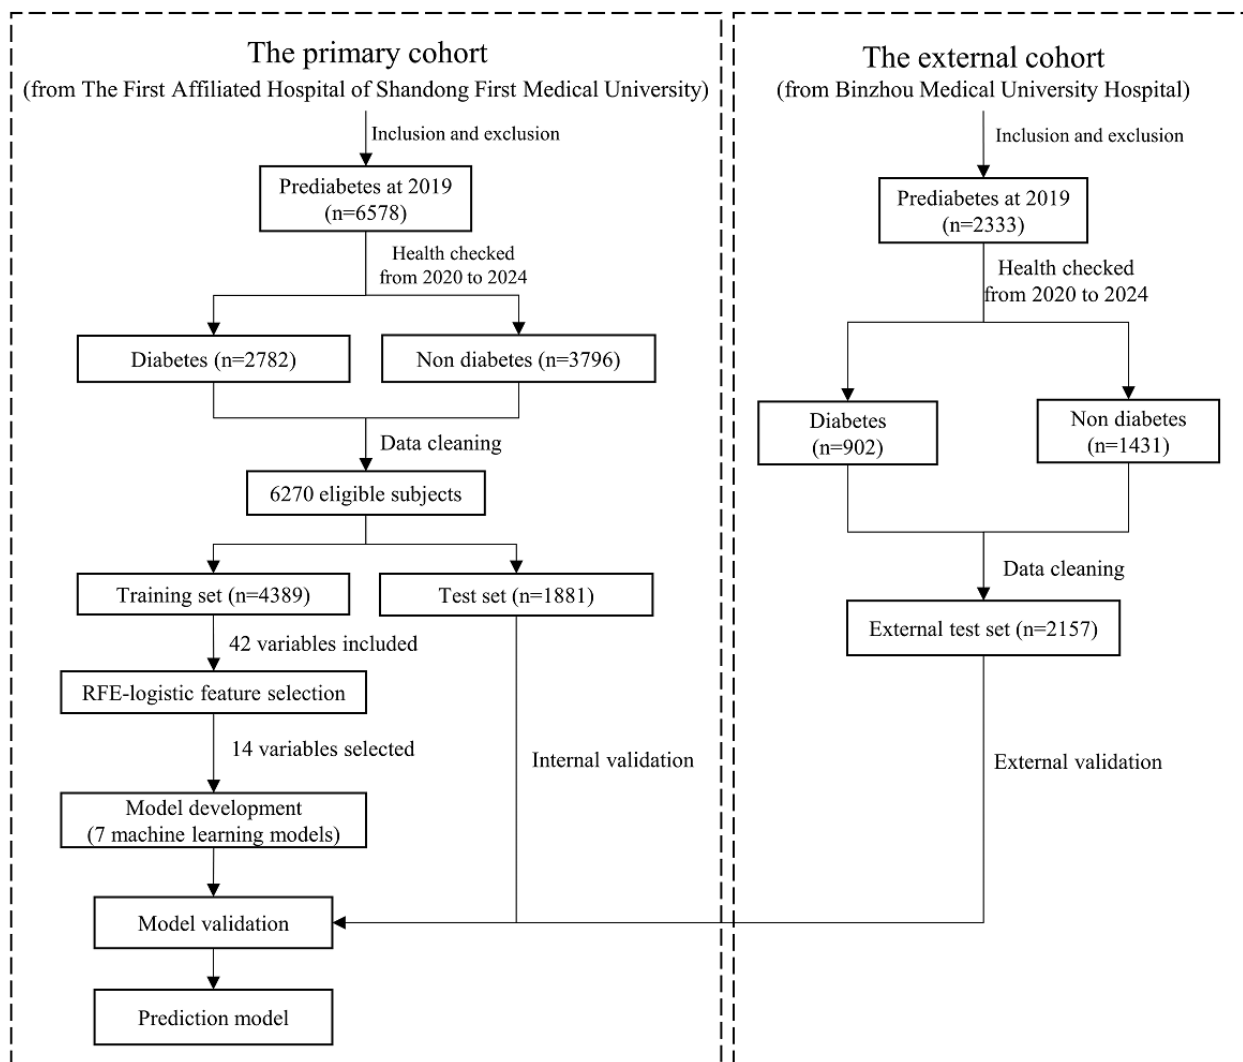 The primary cohort
(from The First Affiliated Hospital of Shandong First Medical University)
Inclusion and exclusion
Prediabetes at 2019
(n=6578)
Health checked
from 2020 to 2024
Diabetes (n=2782)
Non diabetes (n=3796)
Data cleaning
6270 eligible subjects
Training set (n=4389)
Test set (n=1881)
42 variables included
RFE-logistic feature selection
14 variables selected
Internal validation
Model development
(7 machine learning models)
Model validation
Prediction model
The external cohort
(from Binzhou Medical University Hospital)
Inclusion and exclusion
Prediabetes at 2019
(n=2333)
Health checked
from 2020 to 2024
Diabetes
(n=902)
Non diabetes
(n=1431)
Data cleaning
External test set (n=2157)
External validation